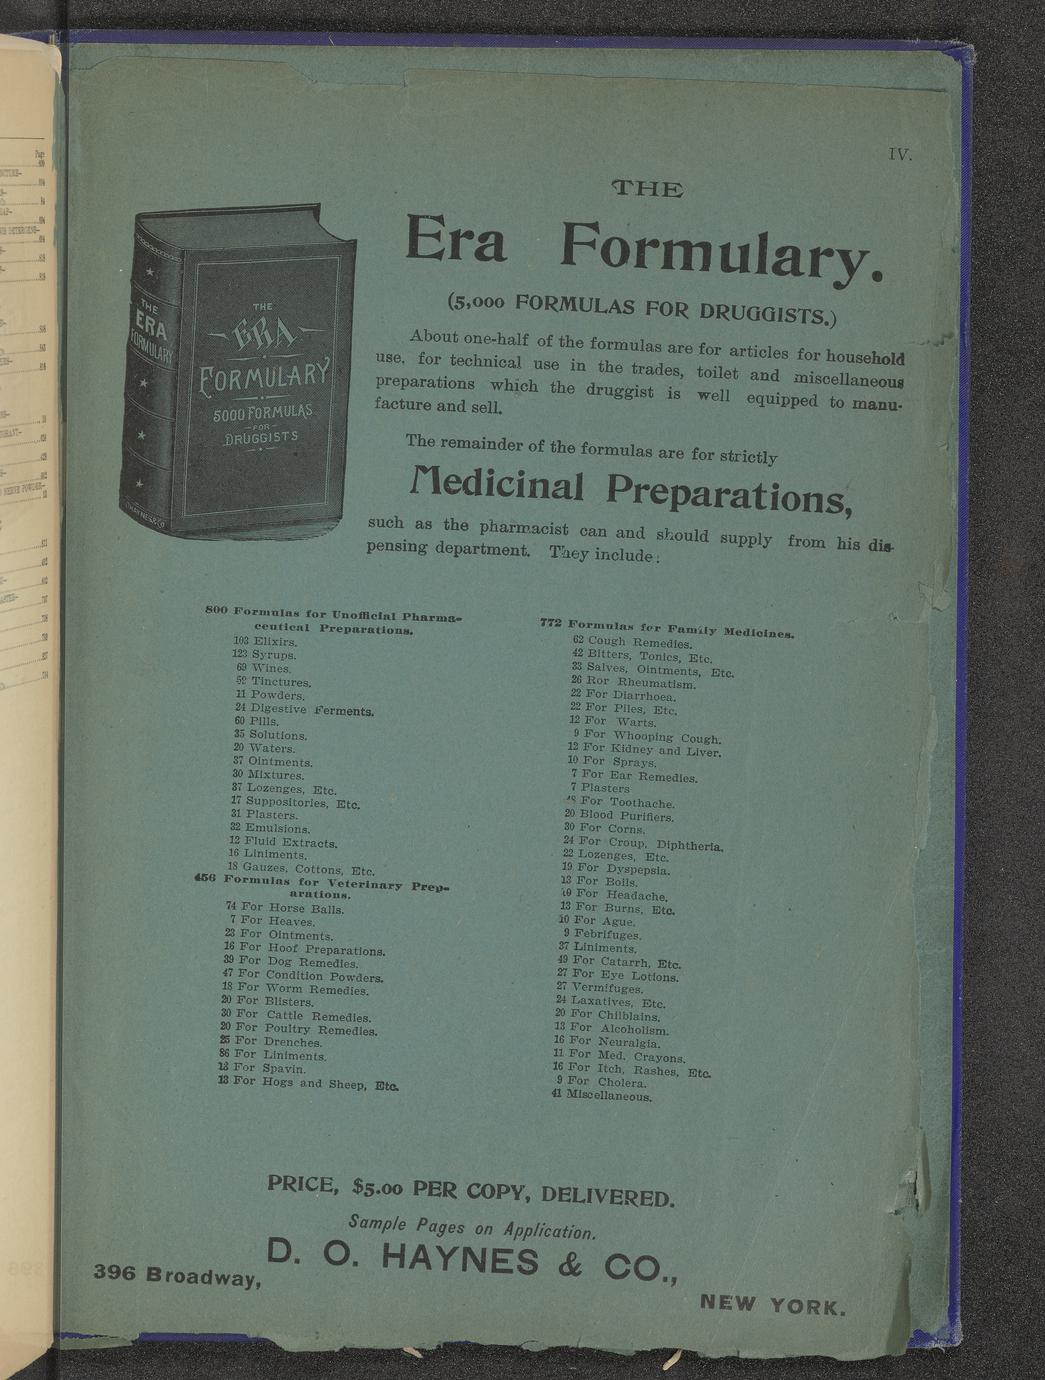 IV.
THE
Era Formulary.
(5,000 FORMULAS FOR DRUGGISTS.)
THE
ERA
FORMULARY
HAYNES & CO
THE
ERA
FORMULARY
5000 FORMULAS
FOR
DRUGGISTS
About one-half of the formulas are for articles for household
use, for technical use in the trades, toilet and miscellaneous
preparations which the druggist is well equipped to manu-
facture and sell.
The remainder of the formulas are for strictly
Medicinal Preparations,
such as the pharmacist can and should supply from his dis-
pensing department. They include:
800 Formulas for Unofficial Pharma-
ceutical Preparations.
103 Elixirs.
123 Syrups.
69 Wines.
Tinctures.
11 Powders.
24 Digestive Ferments.
60 Pills.
35 Solutions.
20 Waters.
37 Ointments.
30 Mixtures.
37 Lozenges, Etc.
17 Suppositories, Etc.
31 Plasters.
32 Emulsions.
12 Fluid Extracts.
16 Liniments.
18 Gauzes, Cottons, Etc.
456 Formulas for Veterinary Prep-
arations.
74 For Horse Balls.
7 For Heaves.
23 For Ointments.
16 For Hoof Preparations.
39 For Dog Remedies.
47 For Condition Powders.
18 For Worm Remedies.
20 For Blisters.
30 For Cattle Remedies.
20 For Poultry Remedies.
25 For Drenches.
86 For Liniments.
For Spavin.
13 For Hogs and Sheep, Etc.
772 Formulas for Family Medicines.
62 Cough Remedies.
42 Bitters, Tonics, Etc.
33 Salves, Ointments, Etc.
26 Ror Rheumatism.
22 For Diarrhoea.
22 For Piles, Etc.
12 For Warts.
9 For Whooping Cough.
12 For Kidney and Liver.
10 For Sprays.
7 For Ear Remedies.
7 Plasters
For Toothache.
20 Blood Purifiers.
30 For Corns.
24 For Croup, Diphtheria.
22 Lozenges, Etc.
19 For Dyspepsia.
13 For Boils.
For Headache.
13 For Burns, Etc.
10 For Ague.
9 Febrifuges.
37 Liniments.
49 For Catarrh, Etc.
27 For Eye Lotions.
27 Vermifuges.
24 Laxatives, Etc.
20 For Chilblains.
13 For Alcoholism.
16 For Neuralgia.
11 For Med. Crayons.
16 For Itch, Rashes, Etc.
9 For Cholera.
41 Miscellaneous.
PRICE, $5.00 PER COPY, DELIVERED.
Sample Pages on Application.
D. O. HAYNES & CO.,
396 Broadway,
NEW YORK.